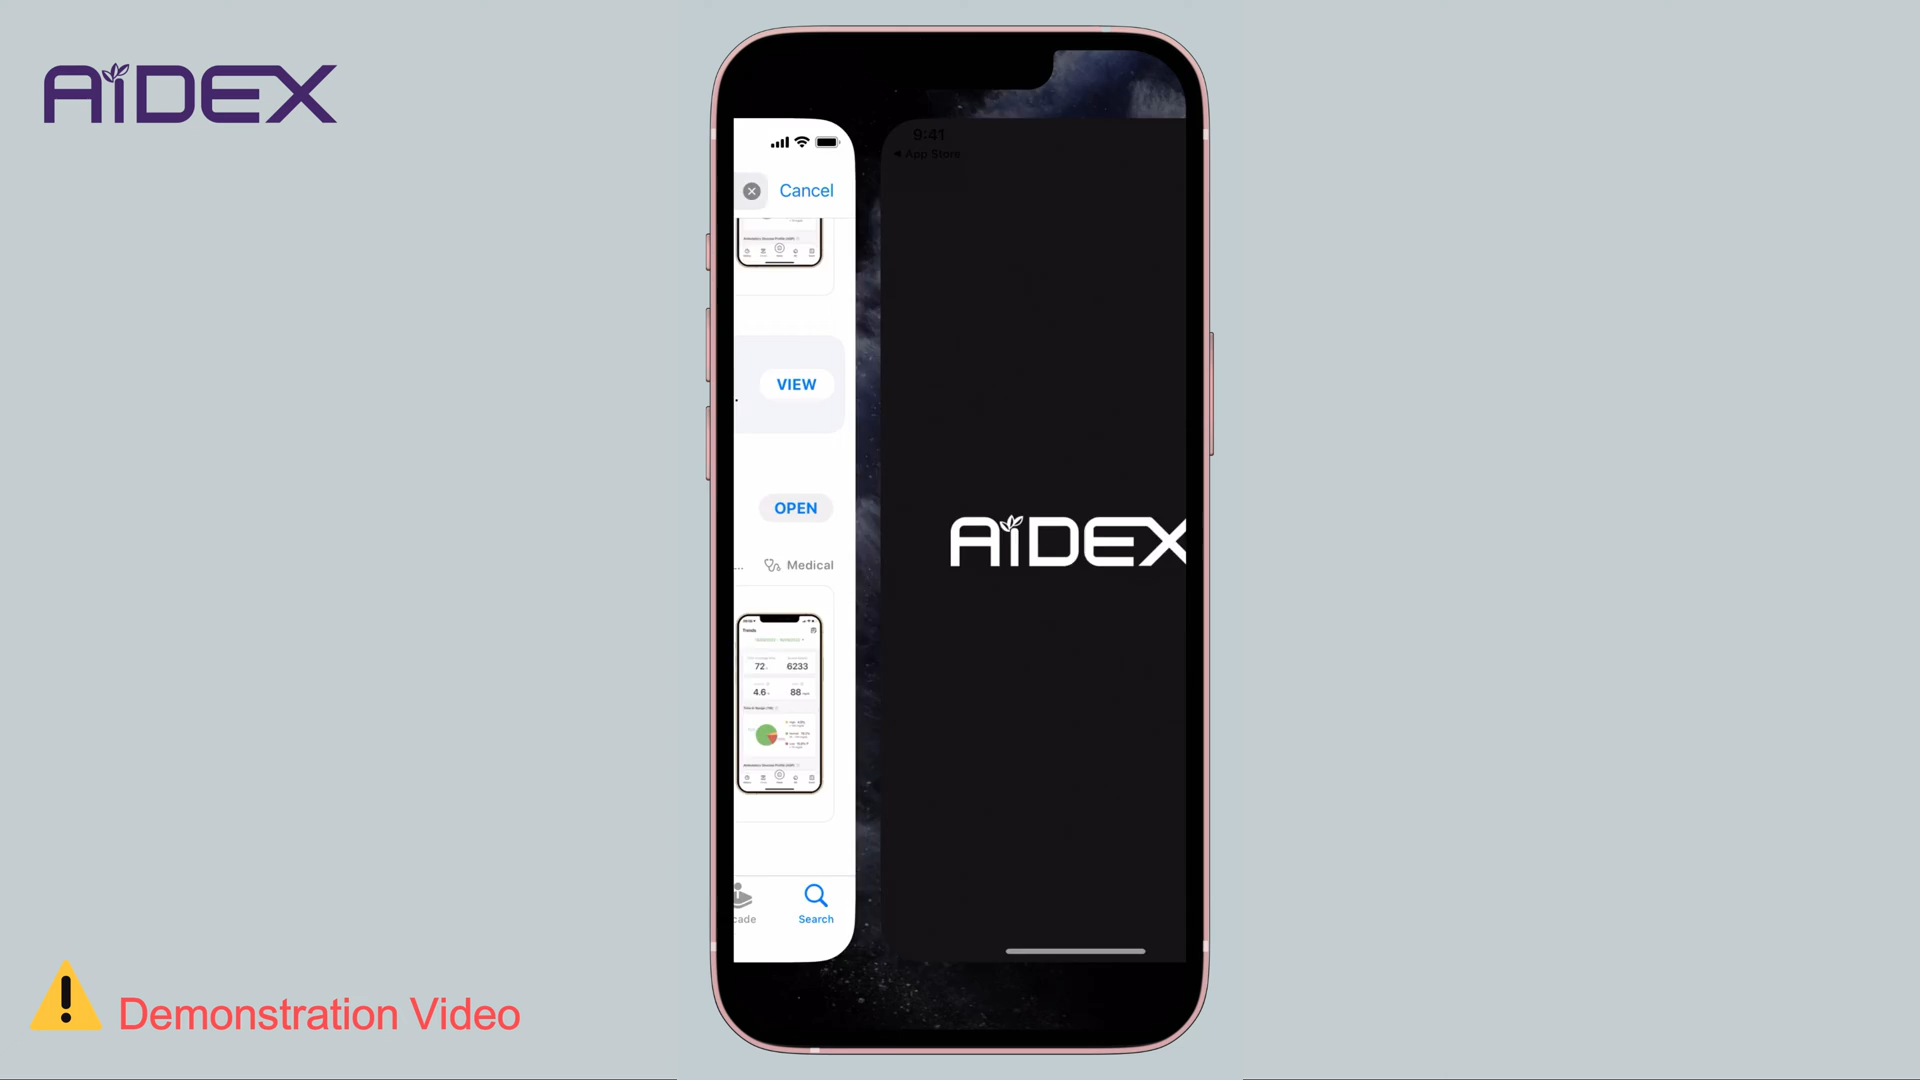 AiDEX
9:41
App Store
Cancel
VIEW
OPEN
... Medical
Trends
72
6233
4.6
88
cade
Search
AiDEX
Demonstration Video